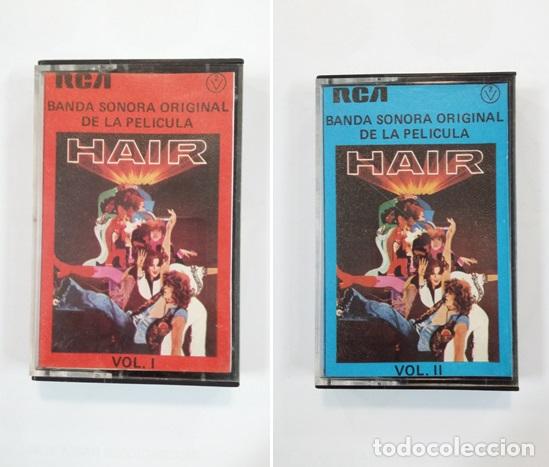 RCA
V
BANDA SONORA ORIGINAL
DE LA PELICULA
HAIR
VOL. I
RCA
V
BANDA SONORA ORIGINAL
DE LA PELICULA
HAIR
VOL. II
todocoleccion